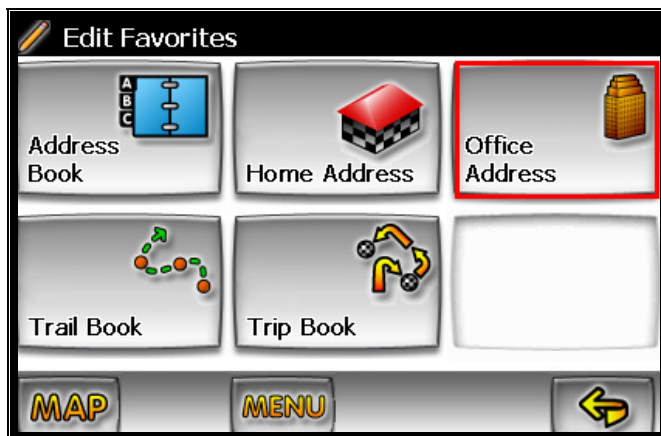 Edit Favorites
A
B
C
Address
Book
Home Address
Office
Address
Trail Book
Trip Book
MAP
MENU